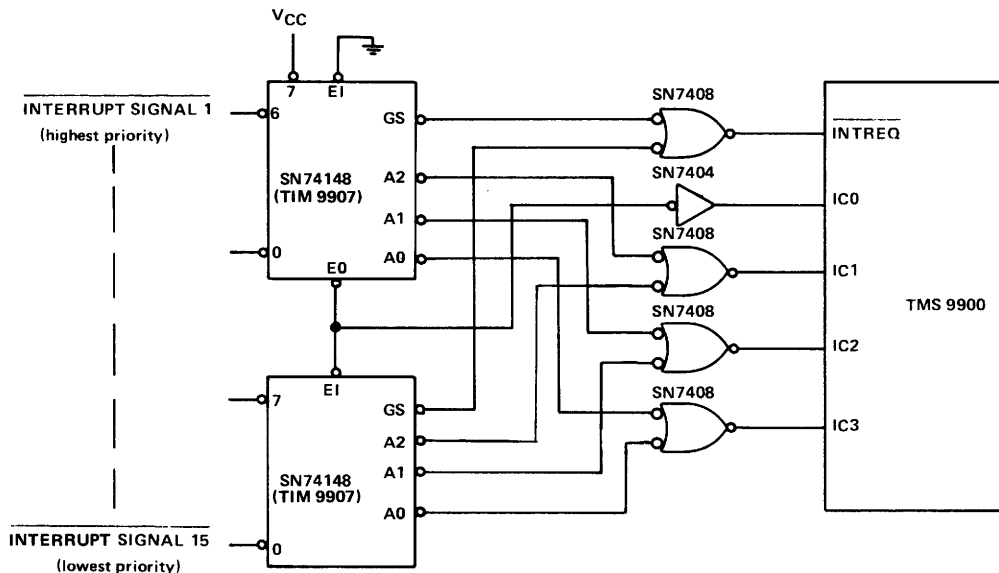 VCC
7
EI
INTERRUPT SIGNAL 1
(highest priority)
6
GS
SN74148
(TIM 9907)
A2
A1
A0
0
E0
SN7408
INTREQ
SN7404
IC0
SN7408
IC1
SN7408
IC2
SN7408
IC3
TMS 9900
EI
7
GS
A2
SN74148
(TIM 9907)
A1
A0
INTERRUPT SIGNAL 15
(lowest priority)
0